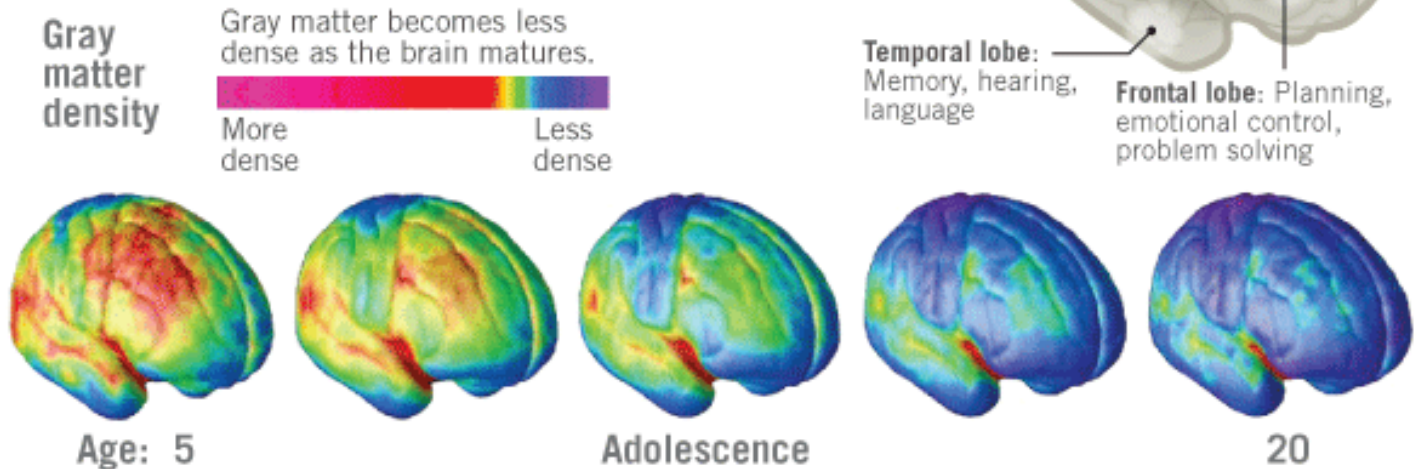 Gray
matter
density
Gray matter becomes less
dense as the brain matures.
More
dense
Less
dense
Temporal lobe:
Memory, hearing,
language
Frontal lobe: Planning,
emotional control,
problem solving
Age: 5
Adolescence
20